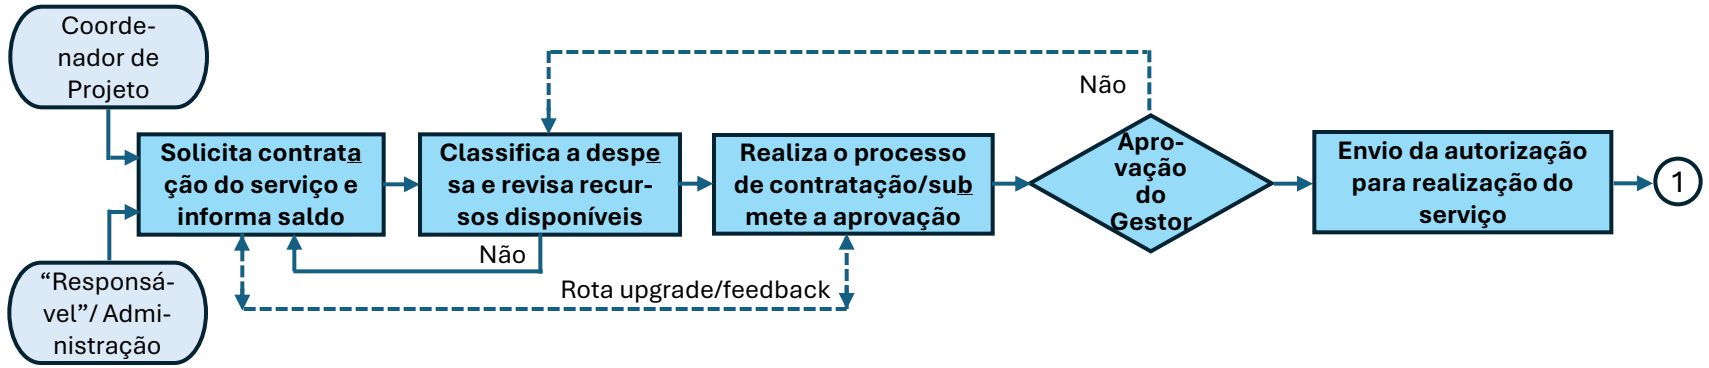 Coorde-
nador de
Projeto
Solicita contrata
ção do serviço e
informa saldo
"Responsá-
vel"/ Admi-
nistração
Classifica a despe
sa e revisa recur-
sos disponíveis
Não
Realiza o processo
de contratação/sub
mete a aprovação
Rota upgrade/feedback
Não
Apro-
vação
do
Gestor
Envio da autorização
para realização do
serviço
1